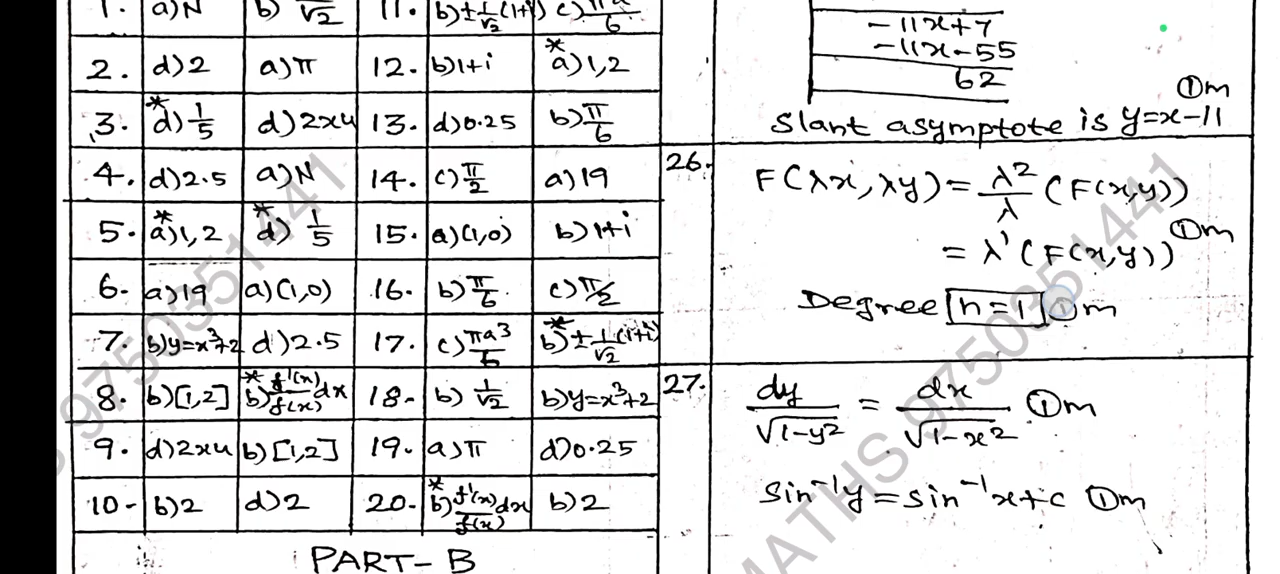 1. a)N b) 1/√2 11. b)±1/√2(1+i) c)πa³/6
2. d)2 a)π 12. b)1+i *a)1,2
3. *d)1/5 d)2xu 13. d)0.25 b)π/6
4. d)2.5 a)N 14. c)π/2 a)19
5. *a)1,2 *d) 1/5 15. a)(1,0) b)1+i
6. a)19 a)(1,0) 16. b)π/6 c)π/2
7. b)y=x³+2 d)2.5 17. c)πa³/6 *b)±1/√2(1+i)
8. b)[1,2] *b)f'(x)/f(x)dx 18. b) 1/√2 b)y=x³+2
9. d)2xu b)[1,2] 19. a)π d)0.25
10. b)2 d)2 20. *b)f'(x)/f(x)dx b)2
PART-B
-11x+7
-11x-55
62
①m
Slant asymptote is y=x-11
26.
F(λx, λy) = λ²/λ (F(x,y))
= λ¹ (F(x,y)) ①m
Degree n=1 ①m
27.
dy/√1-y² = dx/√1-x² ①m
sin⁻¹y = sin⁻¹x+c ①m
9750351441
MATHS 9750351441